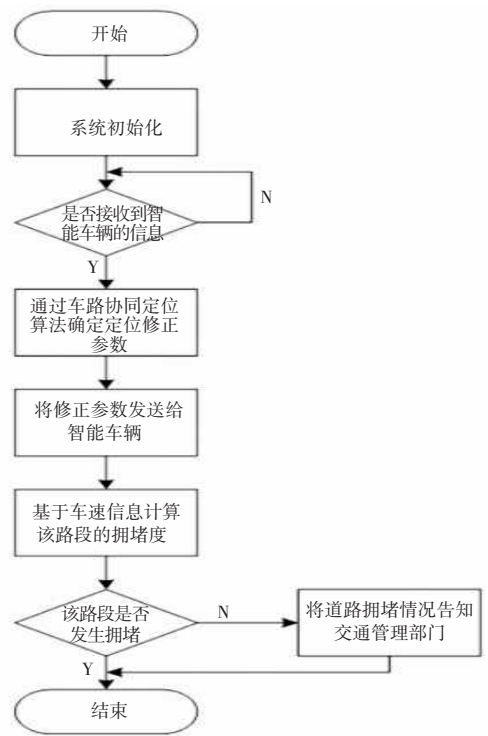 开始
系统初始化
N
是否接收到智
能车辆的信息
Y
通过车路协同定位
算法确定定位修正
参数
将修正参数发送给
智能车辆
基于车速信息计算
该路段的拥堵度
该路段是否
发生拥堵
N
将道路拥堵情况告知
交通管理部门
Y
结束